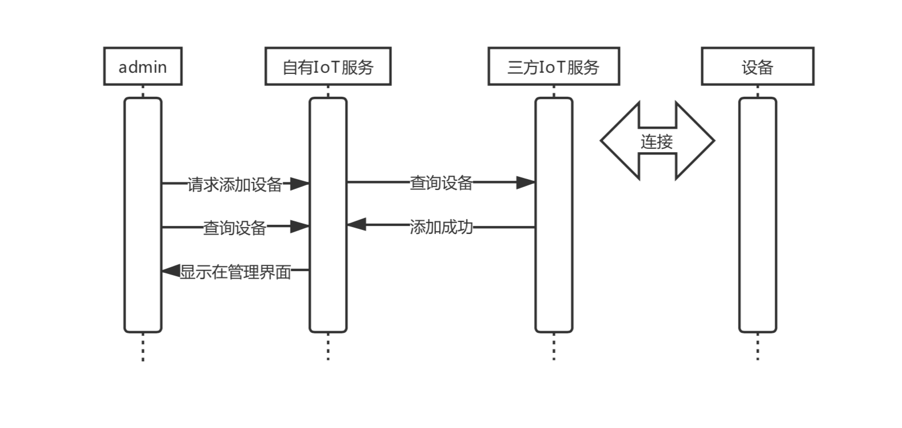 admin
自有IoT服务
三方IoT服务
设备
连接
请求添加设备
查询设备
查询设备
添加成功
显示在管理界面